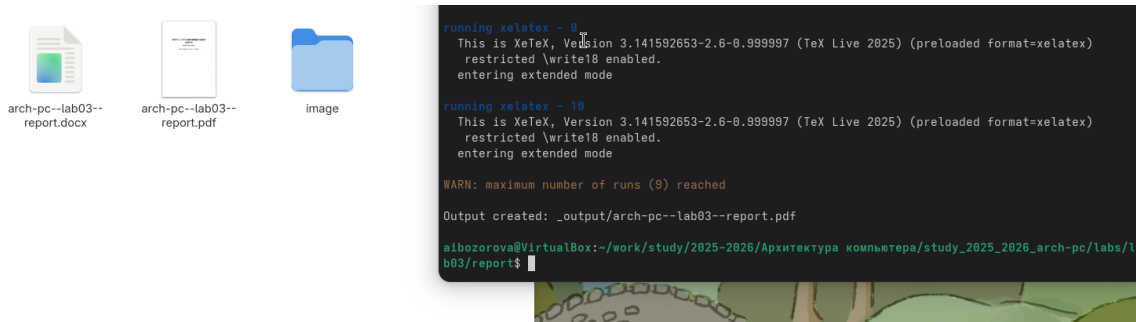 arch-pc--lab03--
report.docx
arch-pc--lab03--
report.pdf
image
running xelatex - 9
This is XeTeX, Version 3.141592653-2.6-0.999997 (TeX Live 2025) (preloaded format=xelatex)
restricted \write18 enabled.
entering extended mode
running xelatex - 10
This is XeTeX, Version 3.141592653-2.6-0.999997 (TeX Live 2025) (preloaded format=xelatex)
restricted \write18 enabled.
entering extended mode
WARN: maximum number of runs (9) reached
Output created: _output/arch-pc--lab03--report.pdf
aibozorova@VirtualBox:~/work/study/2025-2026/Архитектура компьютера/study_2025_2026_arch-pc/labs/l
b03/report$